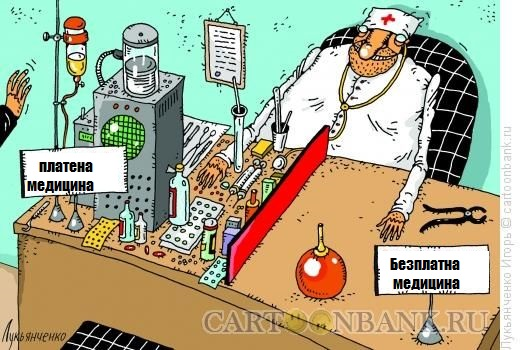 платена
медицина
Безплатна
медицина
Лукьянченко
CARTOONBANK.RU
Лукьянченко Игорь © cartoonbank.ru